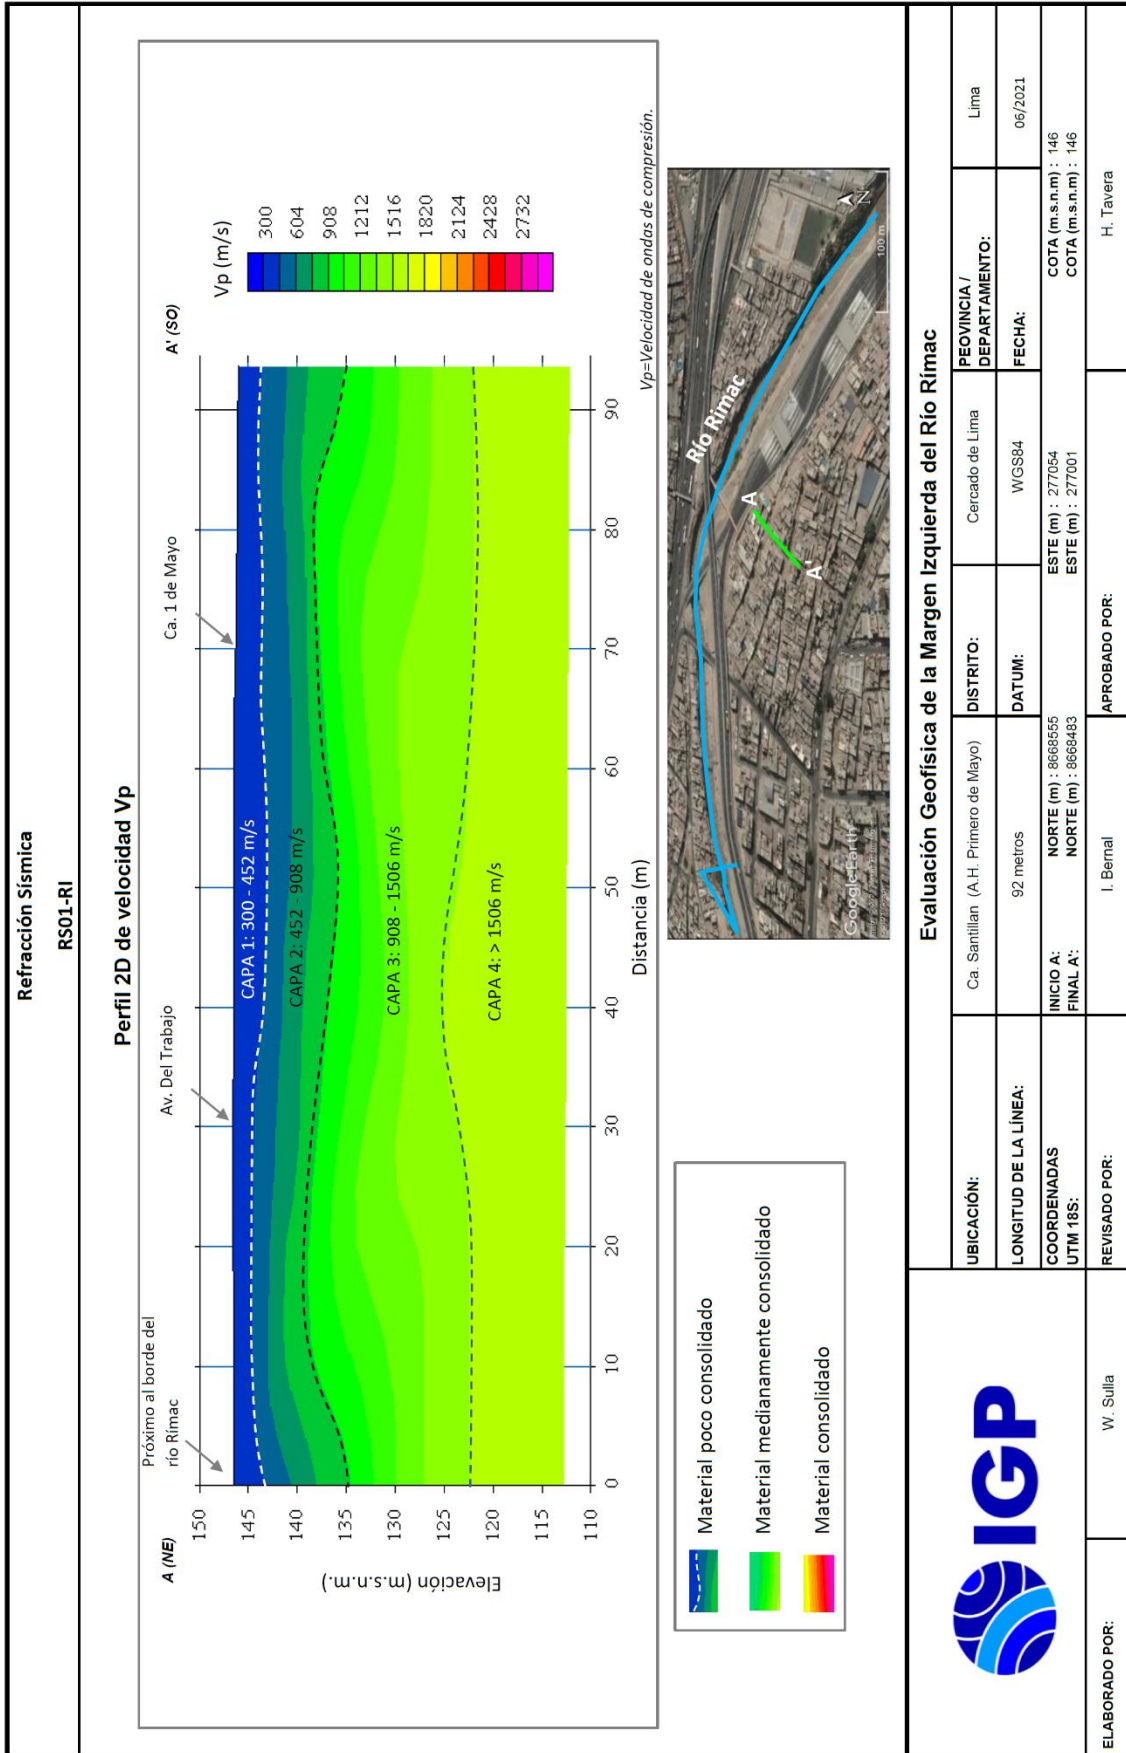 Refracción Sísmica
RS01-RI
Perfil 2D de velocidad Vp
A (NE)
A' (SO)
Próximo al borde del
río Rímac
Av. Del Trabajo
Ca. 1 de Mayo
Elevación (m.s.n.m.)
150
145
140
135
130
125
120
115
110
CAPA 1: 300 - 452 m/s
CAPA 2: 452 - 908 m/s
CAPA 3: 908 - 1506 m/s
CAPA 4: > 1506 m/s
0 10 20 30 40 50 60 70 80 90
Distancia (m)
Vp (m/s)
300
604
908
1212
1516
1820
2124
2428
2732
Vp=Velocidad de ondas de compresión.
Material poco consolidado
Material medianamente consolidado
Material consolidado
Río Rimac
A
A'
N
100 m
Google Earth
IGP
Evaluación Geofísica de la Margen Izquierda del Río Rímac
UBICACIÓN: Ca. Santillan (A.H. Primero de Mayo) DISTRITO: Cercado de Lima PEOVINCIA / DEPARTAMENTO: Lima
LONGITUD DE LA LÍNEA: 92 metros DATUM: WGS84 FECHA: 06/2021
COORDENADAS UTM 18S:
INICIO A: NORTE (m) : 8668555 ESTE (m) : 277054 COTA (m.s.n.m) : 146
FINAL A': NORTE (m) : 8668483 ESTE (m) : 277001 COTA (m.s.n.m) : 146
ELABORADO POR: W. Sulla REVISADO POR: I. Bernal APROBADO POR: H. Tavera